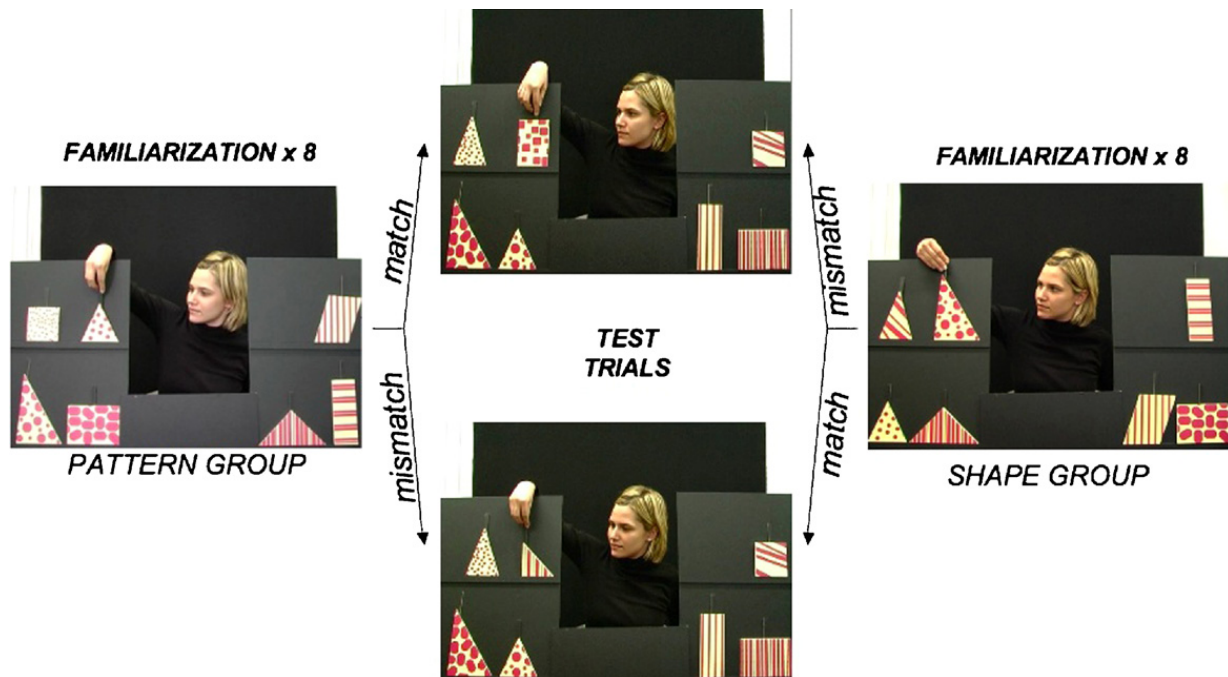 FAMILIARIZATION x 8
PATTERN GROUP
match
mismatch
TEST
TRIALS
mismatch
match
FAMILIARIZATION x 8
SHAPE GROUP